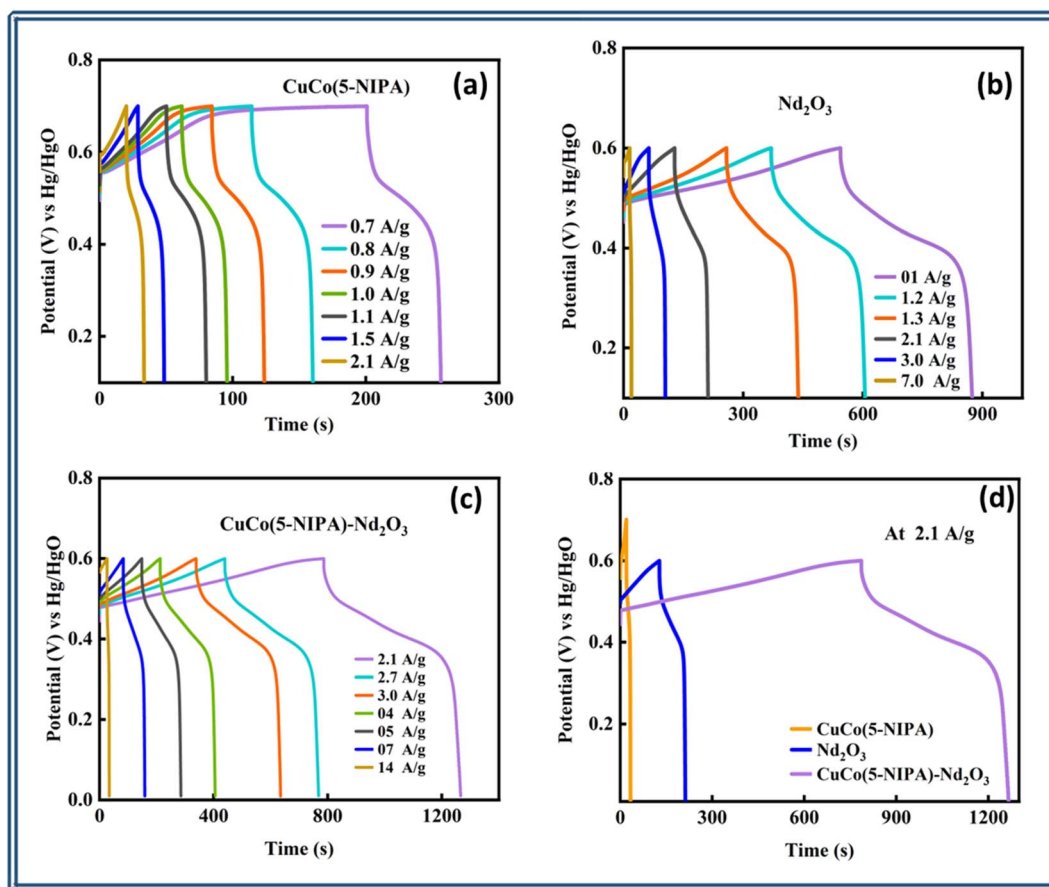 (a)
CuCo(5-NIPA)
0.8
0.6
0.4
0.2
Potential (V) vs Hg/HgO
0.7 A/g
0.8 A/g
0.9 A/g
1.0 A/g
1.1 A/g
1.5 A/g
2.1 A/g
0
100
200
300
Time (s)
(b)
Nd₂O₃
0.8
0.6
0.4
0.2
Potential (V) vs Hg/HgO
01 A/g
1.2 A/g
1.3 A/g
2.1 A/g
3.0 A/g
7.0 A/g
0
300
600
900
Time (s)
(c)
CuCo(5-NIPA)-Nd₂O₃
0.8
0.6
0.4
0.2
0.0
Potential (V) vs Hg/HgO
2.1 A/g
2.7 A/g
3.0 A/g
04 A/g
05 A/g
07 A/g
14 A/g
0
400
800
1200
Time (s)
(d)
At 2.1 A/g
0.8
0.6
0.4
0.2
Potential (V) vs Hg/HgO
CuCo(5-NIPA)
Nd₂O₃
CuCo(5-NIPA)-Nd₂O₃
0
300
600
900
1200
Time (s)